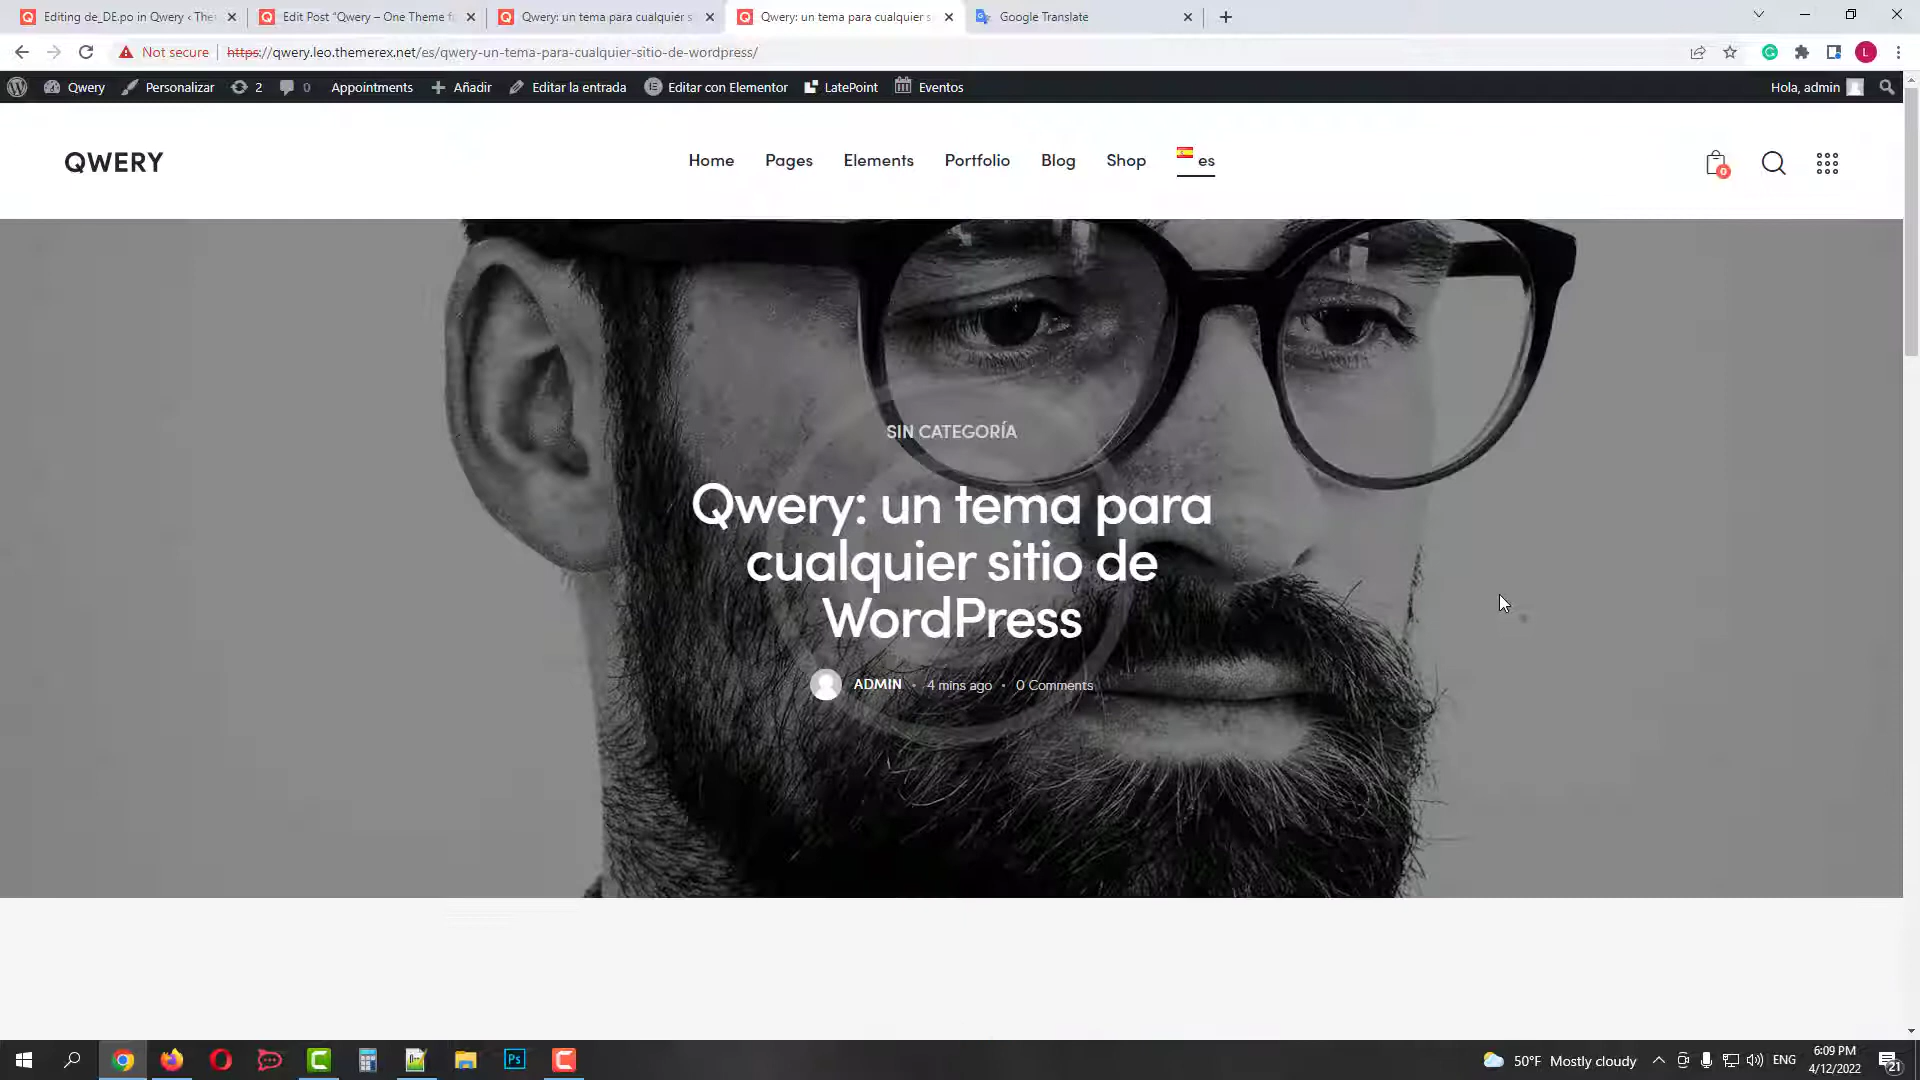 Editing de_DE.po in Qwery ‹ The
Edit Post "Qwery – One Theme f
Qwery: un tema para cualquier s
Qwery: un tema para cualquier s
Google Translate
Not secure
https://qwery.leo.themerex.net/es/qwery-un-tema-para-cualquier-sitio-de-wordpress/
L
Qwery
Personalizar
2
0
Appointments
Añadir
Editar la entrada
Editar con Elementor
LatePoint
Eventos
Hola, admin
QWERY
Home
Pages
Elements
Portfolio
Blog
Shop
es
0
SIN CATEGORÍA
Qwery: un tema para
cualquier sitio de
WordPress
ADMIN
4 mins ago
0 Comments
Ps
50°F Mostly cloudy
ENG
6:09 PM
4/12/2022
21